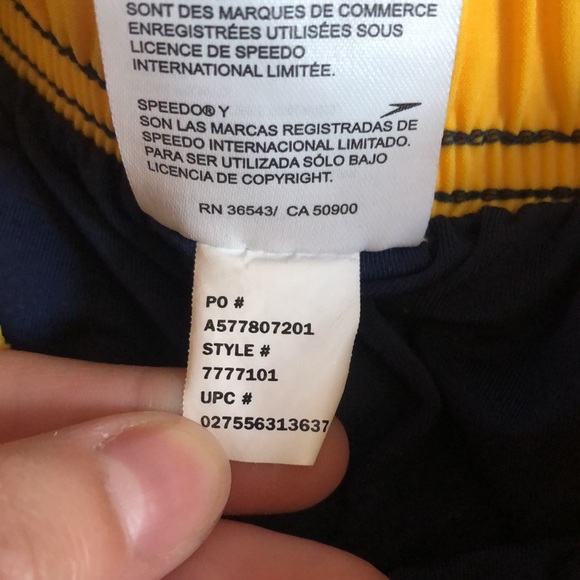 SONT DES MARQUES DE COMMERCE
ENREGISTRÉES UTILISÉES SOUS
LICENCE DE SPEEDO
INTERNATIONAL LIMITÉE.
SPEEDO® Y
SON LAS MARCAS REGISTRADAS DE
SPEEDO INTERNACIONAL LIMITADO.
PARA SER UTILIZADA SÓLO BAJO
LICENCIA DE COPYRIGHT.
RN 36543/ CA 50900
PO #
A577807201
STYLE #
7777101
UPC #
027556313637